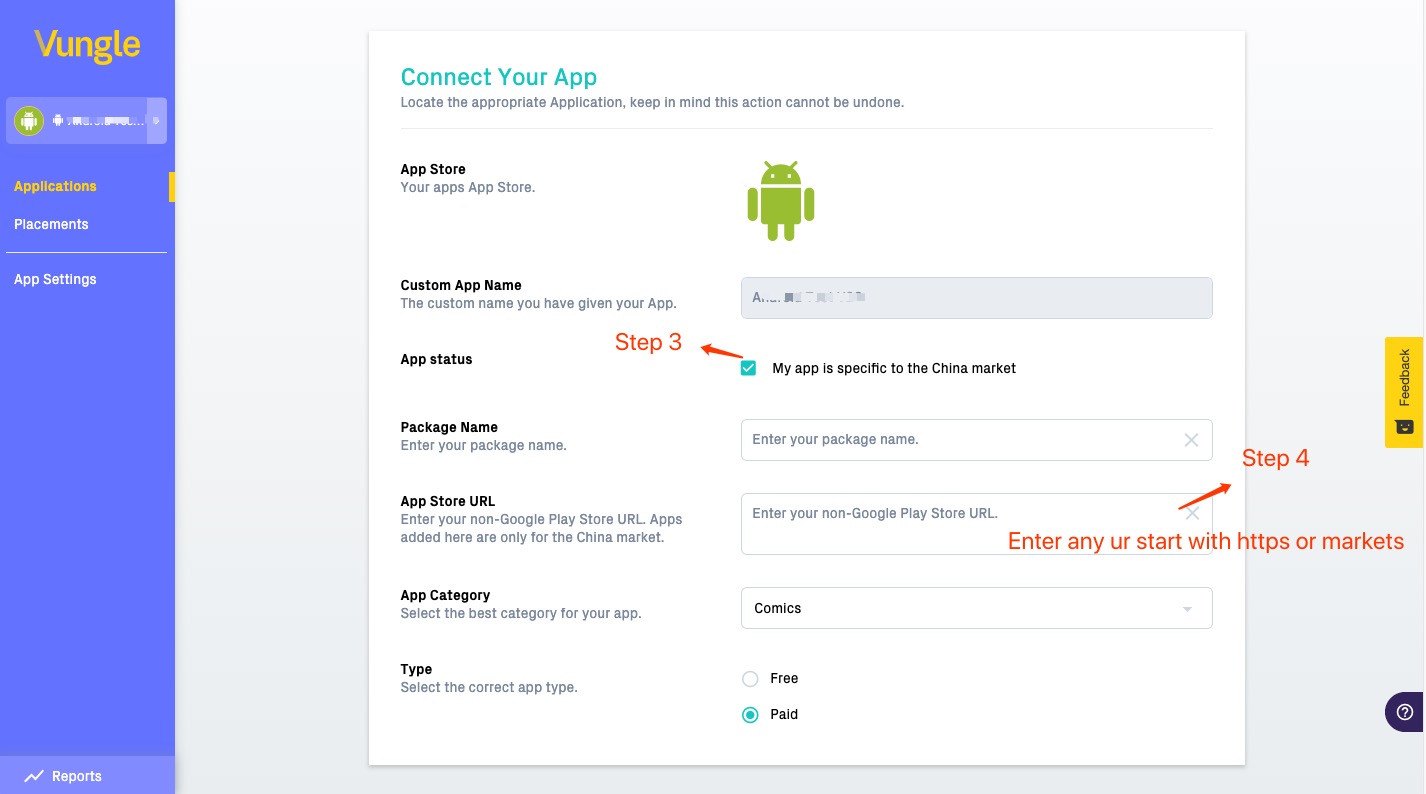 Vungle
Applications
Placements
App Settings
Reports
Connect Your App
Locate the appropriate Application, keep in mind this action cannot be undone.
App Store
Your apps App Store.
Custom App Name
The custom name you have given your App.
Step 3
App status
My app is specific to the China market
Package Name
Enter your package name.
Enter your package name.
Step 4
App Store URL
Enter your non-Google Play Store URL. Apps
added here are only for the China market.
Enter your non-Google Play Store URL.
Enter any ur start with https or markets
App Category
Select the best category for your app.
Comics
Type
Select the correct app type.
Free
Paid
Feedback